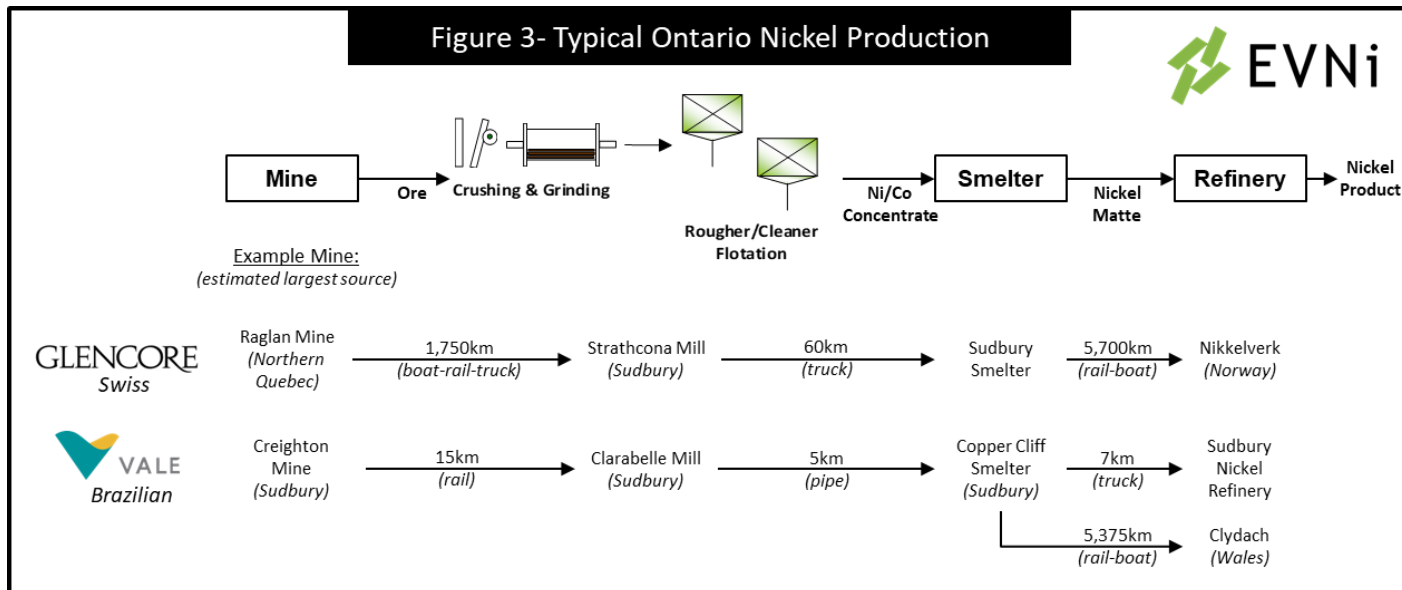 Figure 3- Typical Ontario Nickel Production
EVNi
Mine
Ore
Crushing & Grinding
Rougher/Cleaner
Flotation
Ni/Co
Concentrate
Smelter
Nickel
Matte
Refinery
Nickel
Product
Example Mine:
(estimated largest source)
GLENCORE
Swiss
Raglan Mine
(Northern
Quebec)
1,750km
(boat-rail-truck)
Strathcona Mill
(Sudbury)
60km
(truck)
Sudbury
Smelter
5,700km
(rail-boat)
Nikkelverk
(Norway)
VALE
Brazilian
Creighton
Mine
(Sudbury)
15km
(rail)
Clarabelle Mill
(Sudbury)
5km
(pipe)
Copper Cliff
Smelter
(Sudbury)
7km
(truck)
Sudbury
Nickel
Refinery
5,375km
(rail-boat)
Clydach
(Wales)